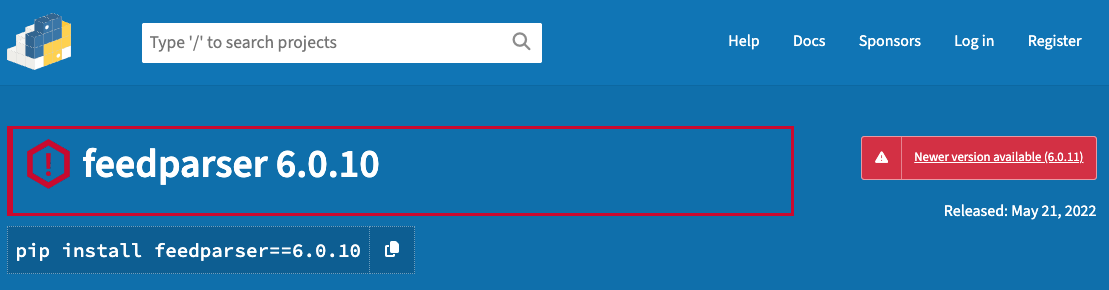 Type '/' to search projects
Help Docs Sponsors Log in Register
feedparser 6.0.10
Newer version available (6.0.11)
Released: May 21, 2022
pip install feedparser==6.0.10